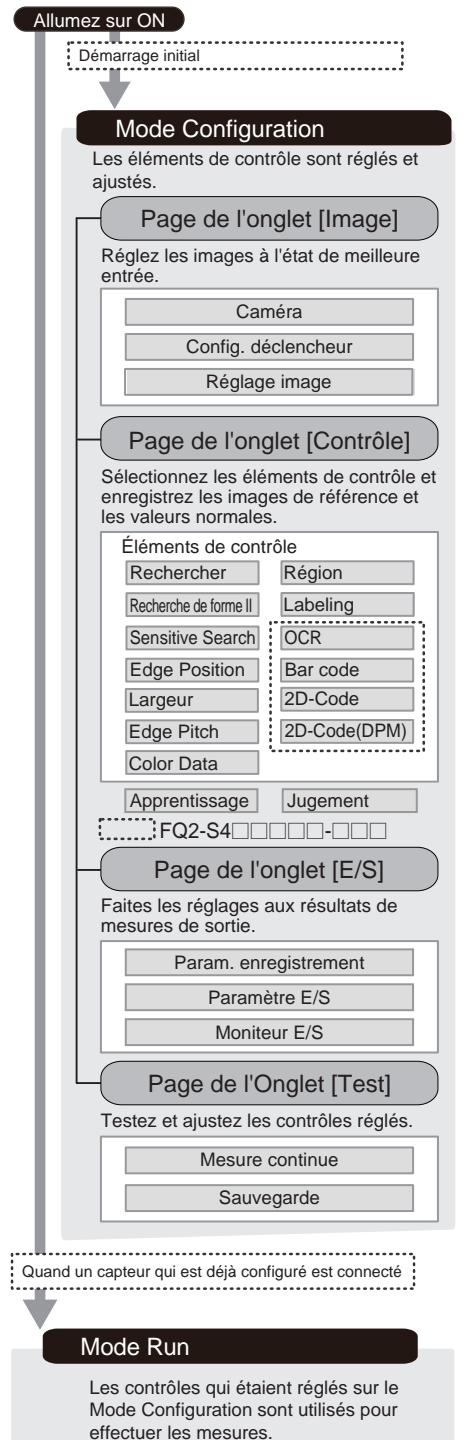 Allumez sur ON
Démarrage initial
Mode Configuration
Les éléments de contrôle sont réglés et
ajustés.
Page de l'onglet [Image]
Réglez les images à l'état de meilleure
entrée.
Caméra
Config. déclencheur
Réglage image
Page de l'onglet [Contrôle]
Sélectionnez les éléments de contrôle et
enregistrez les images de référence et
les valeurs normales.
Éléments de contrôle
Rechercher Région
Recherche de forme II Labeling
Sensitive Search OCR
Edge Position Bar code
Largeur 2D-Code
Edge Pitch 2D-Code(DPM)
Color Data
Apprentissage Jugement
FQ2-S4□□□□□-□□□
Page de l'onglet [E/S]
Faites les réglages aux résultats de
mesures de sortie.
Param. enregistrement
Paramètre E/S
Moniteur E/S
Page de l'Onglet [Test]
Testez et ajustez les contrôles réglés.
Mesure continue
Sauvegarde
Quand un capteur qui est déjà configuré est connecté
Mode Run
Les contrôles qui étaient réglés sur le
Mode Configuration sont utilisés pour
effectuer les mesures.